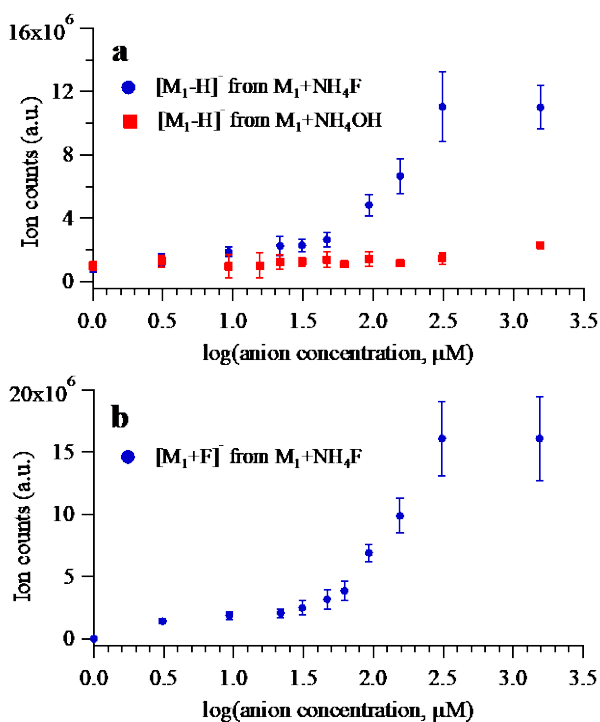 16x10⁶
a
[M₁-H]⁻ from M₁+NH₄F
[M₁-H]⁻ from M₁+NH₄OH
12
8
4
0
Ion counts (a.u.)
0.0 0.5 1.0 1.5 2.0 2.5 3.0 3.5
log(anion concentration, μM)
20x10⁶
b
[M₁+F]⁻ from M₁+NH₄F
15
10
5
0
Ion counts (a.u.)
0.0 0.5 1.0 1.5 2.0 2.5 3.0 3.5
log(anion concentration, μM)